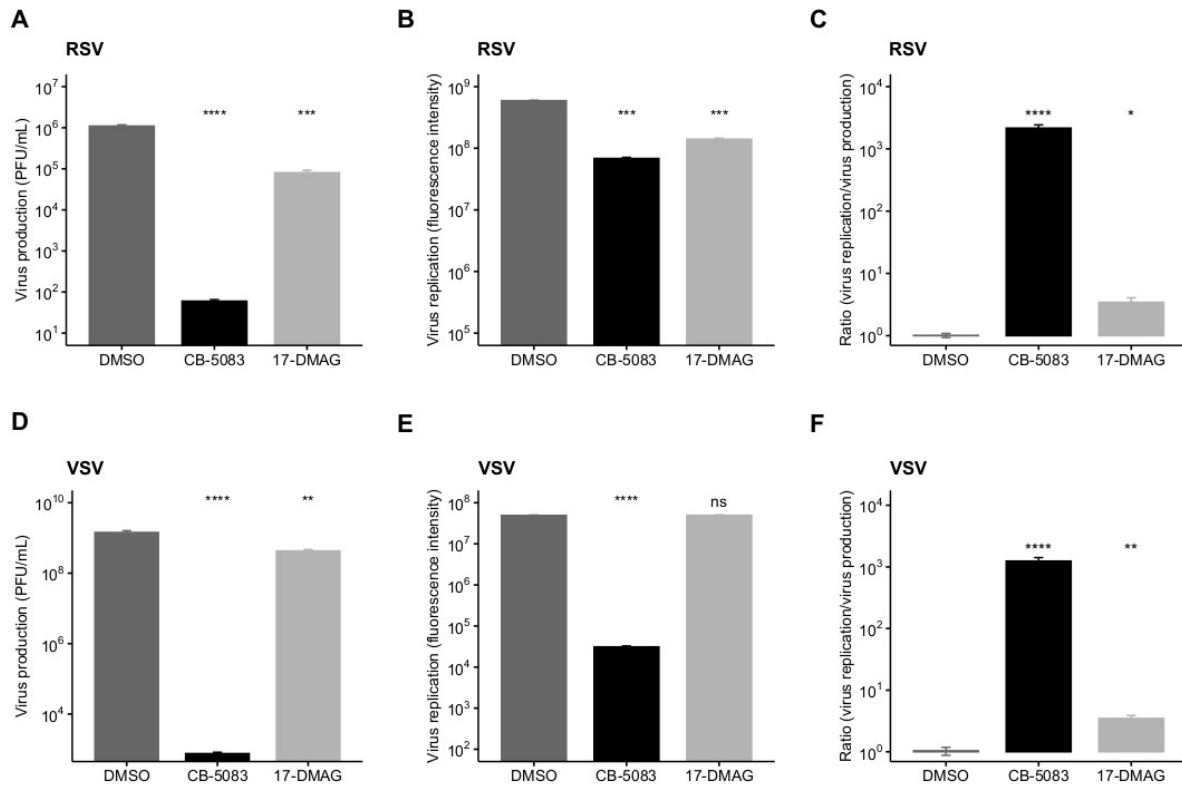 A
RSV
Virus production (PFU/mL)
10⁷
10⁶
10⁵
10⁴
10³
10²
10¹
**** ***
DMSO CB-5083 17-DMAG
B
RSV
Virus replication (fluorescence intensity)
10⁹
10⁸
10⁷
10⁶
10⁵
*** ***
DMSO CB-5083 17-DMAG
C
RSV
Ratio (virus replication/virus production)
10⁴
10³
10²
10¹
10⁰
**** *
DMSO CB-5083 17-DMAG
D
VSV
Virus production (PFU/mL)
10¹⁰
10⁸
10⁶
10⁴
**** **
DMSO CB-5083 17-DMAG
E
VSV
Virus replication (fluorescence intensity)
10⁸
10⁷
10⁶
10⁵
10⁴
10³
10²
**** ns
DMSO CB-5083 17-DMAG
F
VSV
Ratio (virus replication/virus production)
10⁴
10³
10²
10¹
10⁰
**** **
DMSO CB-5083 17-DMAG